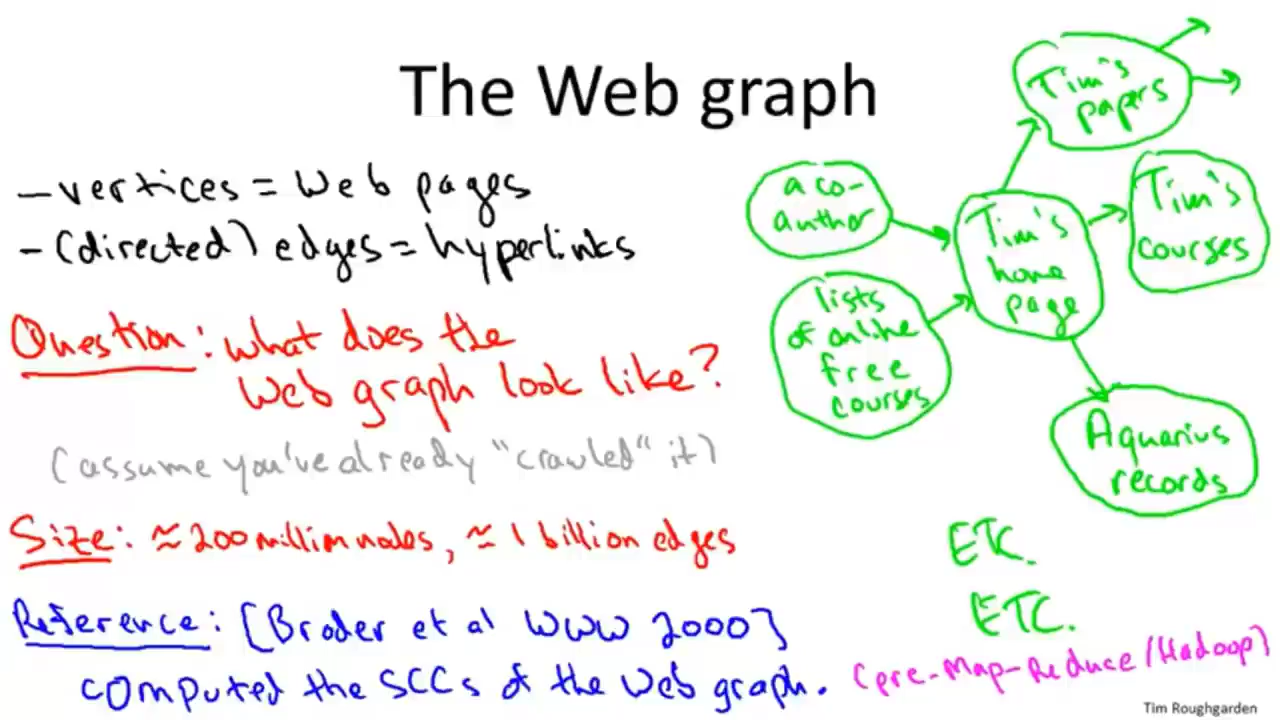 The Web graph
- vertices = Web pages
- (directed) edges = hyperlinks
Question: what does the
Web graph look like?
(assume you've already "crawled" it)
Size: ≈ 200 million nodes, ≈ 1 billion edges
Reference: [Broder et al WWW 2000]
computed the SCCs of the Web graph.
(pre-Map-Reduce/Hadoop)
Tim's
papers
a co-
author
Tim's
home
page
Tim's
courses
lists
of online
free
courses
Aquarius
records
ETC.
ETC.
Tim Roughgarden